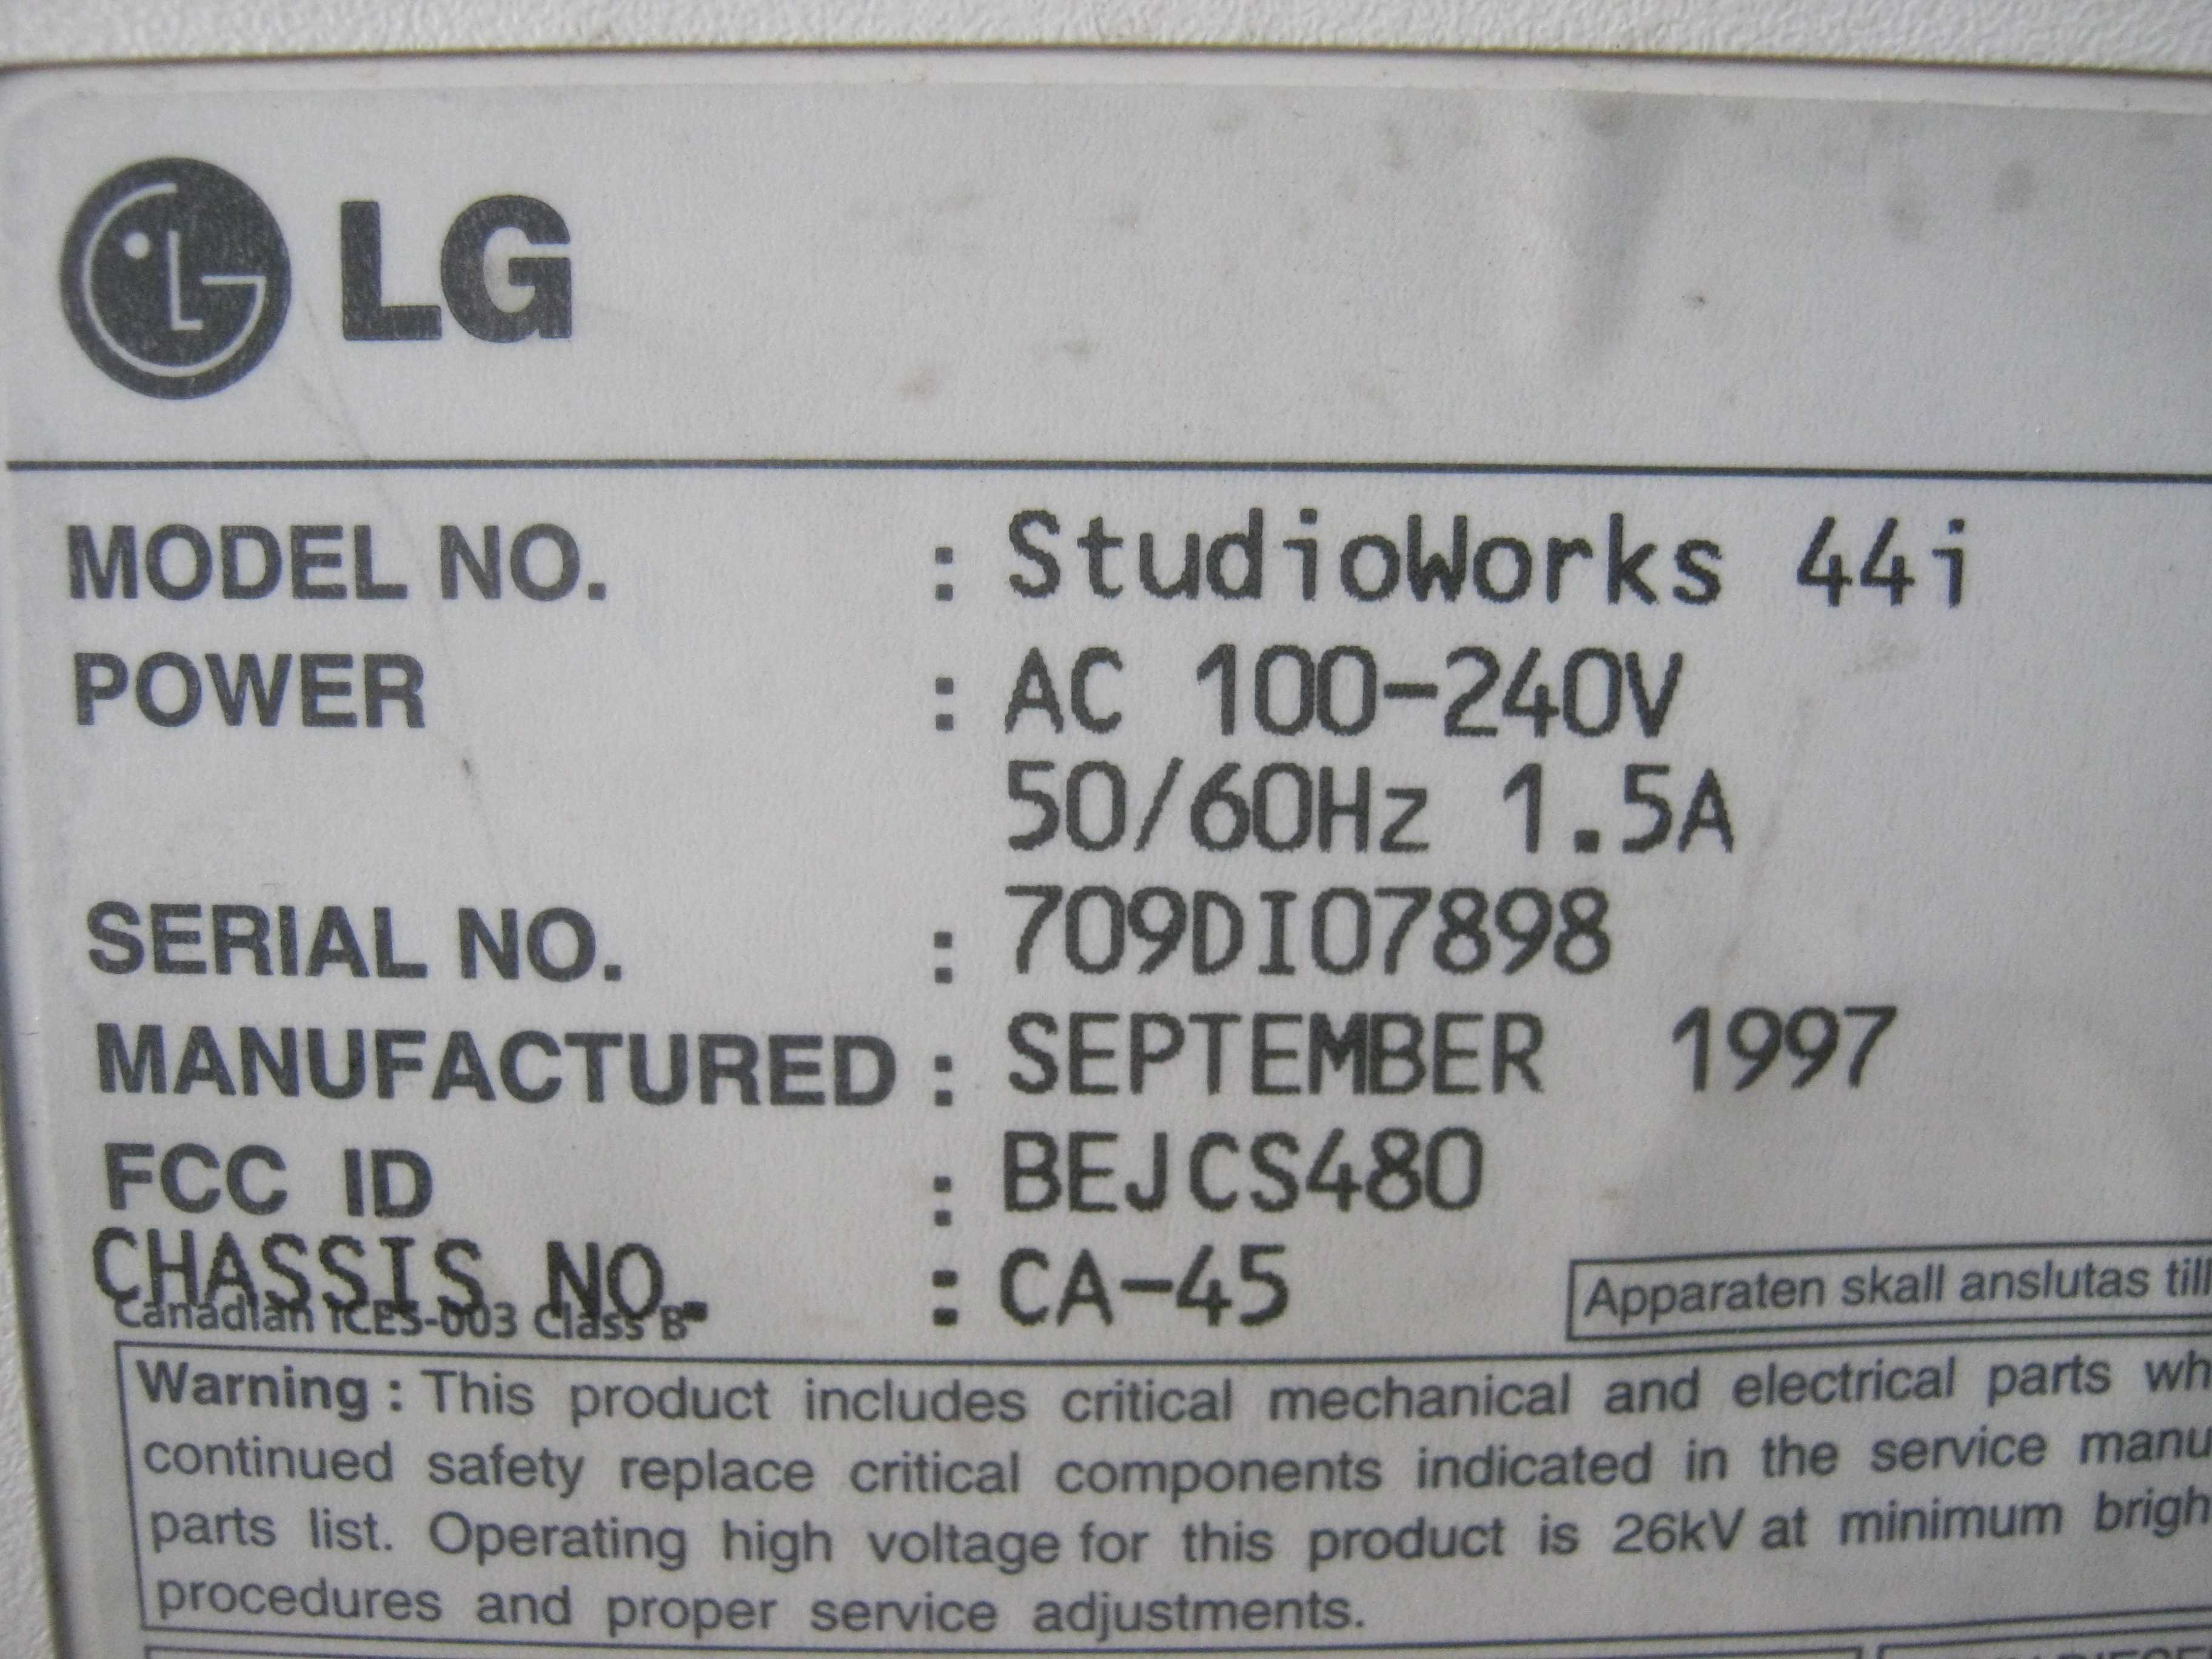 LG
MODEL NO. : StudioWorks 44i
POWER : AC 100-240V
50/60Hz 1.5A
SERIAL NO. : 709DI07898
MANUFACTURED : SEPTEMBER 1997
FCC ID : BEJCS480
CHASSIS NO. : CA-45
Canadian ICES-003 Class B
Apparaten skall anslutas till
Warning : This product includes critical mechanical and electrical parts wh
continued safety replace critical components indicated in the service manu
parts list. Operating high voltage for this product is 26kV at minimum brigh
procedures and proper service adjustments.